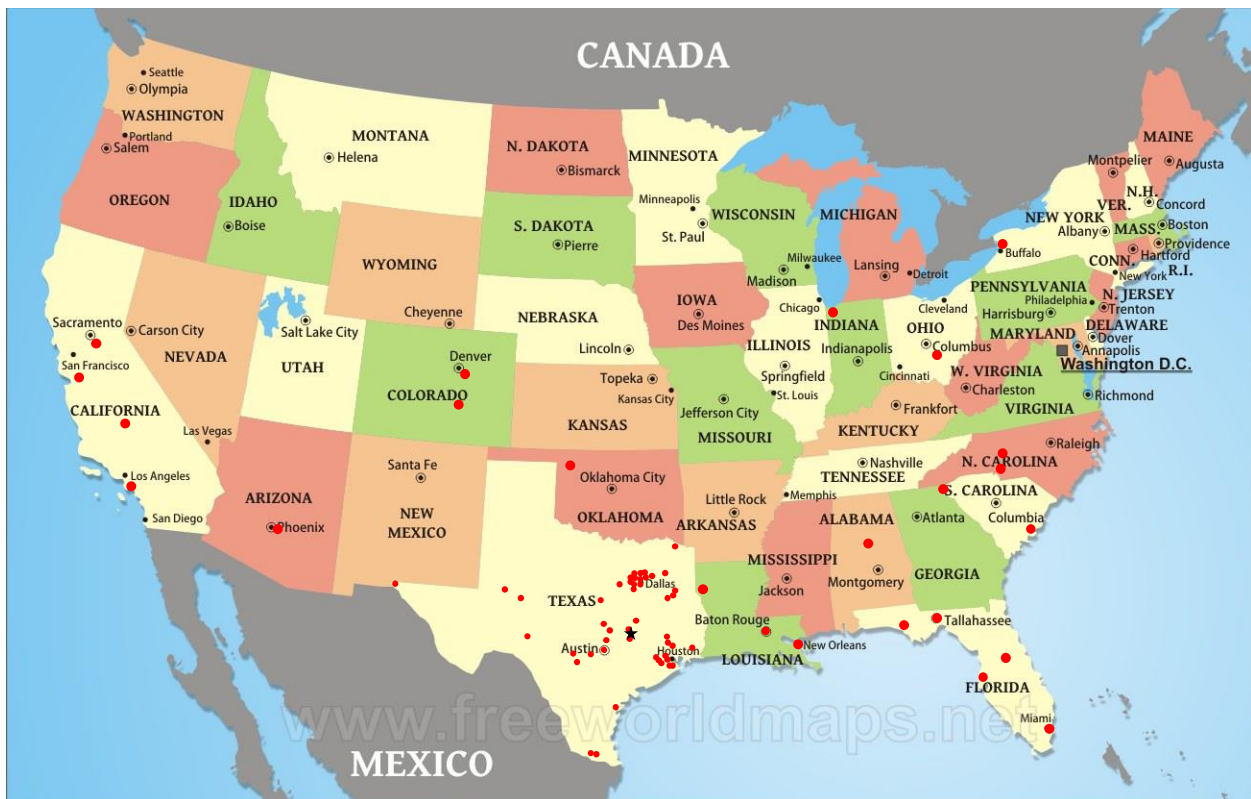 CANADA
Seattle
Olympia
WASHINGTON
Portland
Salem
OREGON
MONTANA
Helena
IDAHO
Boise
N. DAKOTA
Bismarck
S. DAKOTA
Pierre
MINNESOTA
Minneapolis
St. Paul
WISCONSIN
Milwaukee
Madison
MICHIGAN
Lansing
Detroit
MAINE
Augusta
Montpelier
VER.
N.H.
Concord
NEW YORK
Albany
Buffalo
MASS.
Boston
Providence
Hartford
CONN.
R.I.
New York
PENNSYLVANIA
Philadelphia
Harrisburg
N. JERSEY
Trenton
MARYLAND
DELAWARE
Dover
Annapolis
Washington D.C.
WYOMING
Cheyenne
Sacramento
San Francisco
CALIFORNIA
Los Angeles
San Diego
Carson City
NEVADA
Las Vegas
Salt Lake City
UTAH
Denver
COLORADO
NEBRASKA
Lincoln
IOWA
Des Moines
Chicago
ILLINOIS
Springfield
INDIANA
Indianapolis
Cleveland
OHIO
Columbus
Cincinnati
W. VIRGINIA
Charleston
VIRGINIA
Richmond
Topeka
Kansas City
KANSAS
Jefferson City
MISSOURI
St. Louis
Frankfort
KENTUCKY
ARIZONA
Phoenix
Santa Fe
NEW
MEXICO
Oklahoma City
OKLAHOMA
Little Rock
ARKANSAS
Memphis
Nashville
TENNESSEE
Raleigh
N. CAROLINA
S. CAROLINA
Columbia
Atlanta
GEORGIA
ALABAMA
Montgomery
MISSISSIPPI
Jackson
TEXAS
Dallas
Austin
Houston
Baton Rouge
New Orleans
LOUISIANA
Tallahassee
FLORIDA
Miami
www.freeworldmaps.net
MEXICO